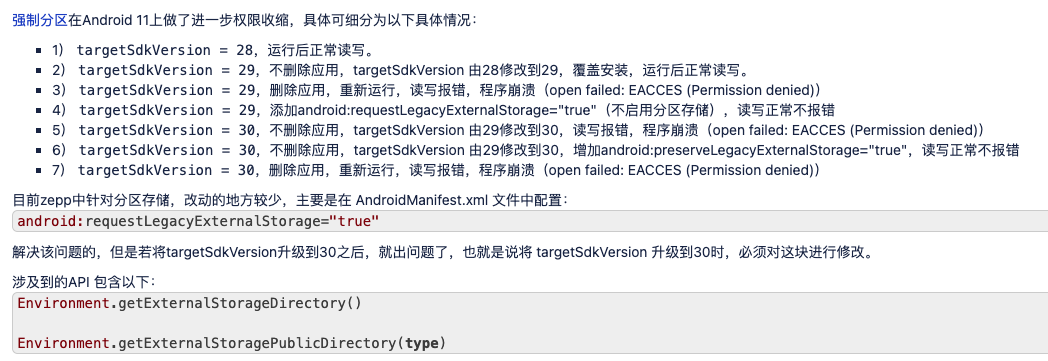 强制分区在Android 11上做了进一步权限收缩，具体可细分为以下具体情况：
1） targetSdkVersion = 28，运行后正常读写。
2） targetSdkVersion = 29，不删除应用，targetSdkVersion 由28修改到29，覆盖安装，运行后正常读写。
3） targetSdkVersion = 29，删除应用，重新运行，读写报错，程序崩溃（open failed: EACCES (Permission denied)）
4） targetSdkVersion = 29，添加android:requestLegacyExternalStorage="true"（不启用分区存储），读写正常不报错
5） targetSdkVersion = 30，不删除应用，targetSdkVersion 由29修改到30，读写报错，程序崩溃（open failed: EACCES (Permission denied)）
6） targetSdkVersion = 30，不删除应用，targetSdkVersion 由29修改到30，增加android:preserveLegacyExternalStorage="true"，读写正常不报错
7） targetSdkVersion = 30，删除应用，重新运行，读写报错，程序崩溃（open failed: EACCES (Permission denied)）
目前zepp中针对分区存储，改动的地方较少，主要是在 AndroidManifest.xml 文件中配置：
android:requestLegacyExternalStorage="true"
解决该问题的，但是若将targetSdkVersion升级到30之后，就出问题了，也就是说将 targetSdkVersion 升级到30时，必须对这块进行修改。
涉及到的API 包含以下：
Environment.getExternalStorageDirectory()
Environment.getExternalStoragePublicDirectory(type)